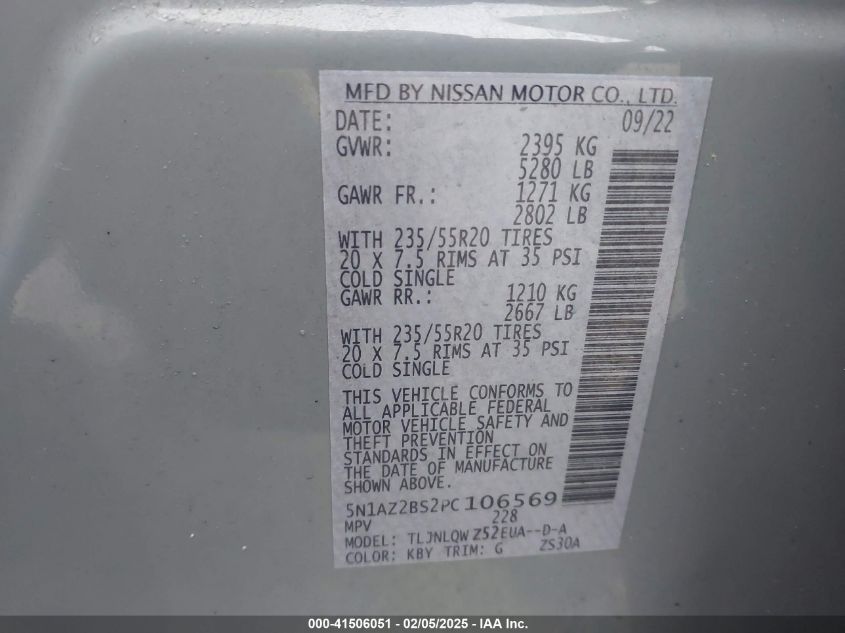 MFD BY NISSAN MOTOR CO., LTD.
DATE: 09/22
GVWR: 2395 KG
5280 LB
GAWR FR.: 1271 KG
2802 LB
WITH 235/55R20 TIRES
20 X 7.5 RIMS AT 35 PSI
COLD SINGLE
GAWR RR.: 1210 KG
2667 LB
WITH 235/55R20 TIRES
20 X 7.5 RIMS AT 35 PSI
COLD SINGLE
THIS VEHICLE CONFORMS TO
ALL APPLICABLE FEDERAL
MOTOR VEHICLE SAFETY AND
THEFT PREVENTION
STANDARDS IN EFFECT ON
THE DATE OF MANUFACTURE
SHOWN ABOVE.
5N1AZ2BS2PC106569
MPV 228
MODEL: TLJNLQW Z52EUA--D-A
COLOR: KBY TRIM: G ZS30A
000-41506051 - 02/05/2025 - IAA Inc.